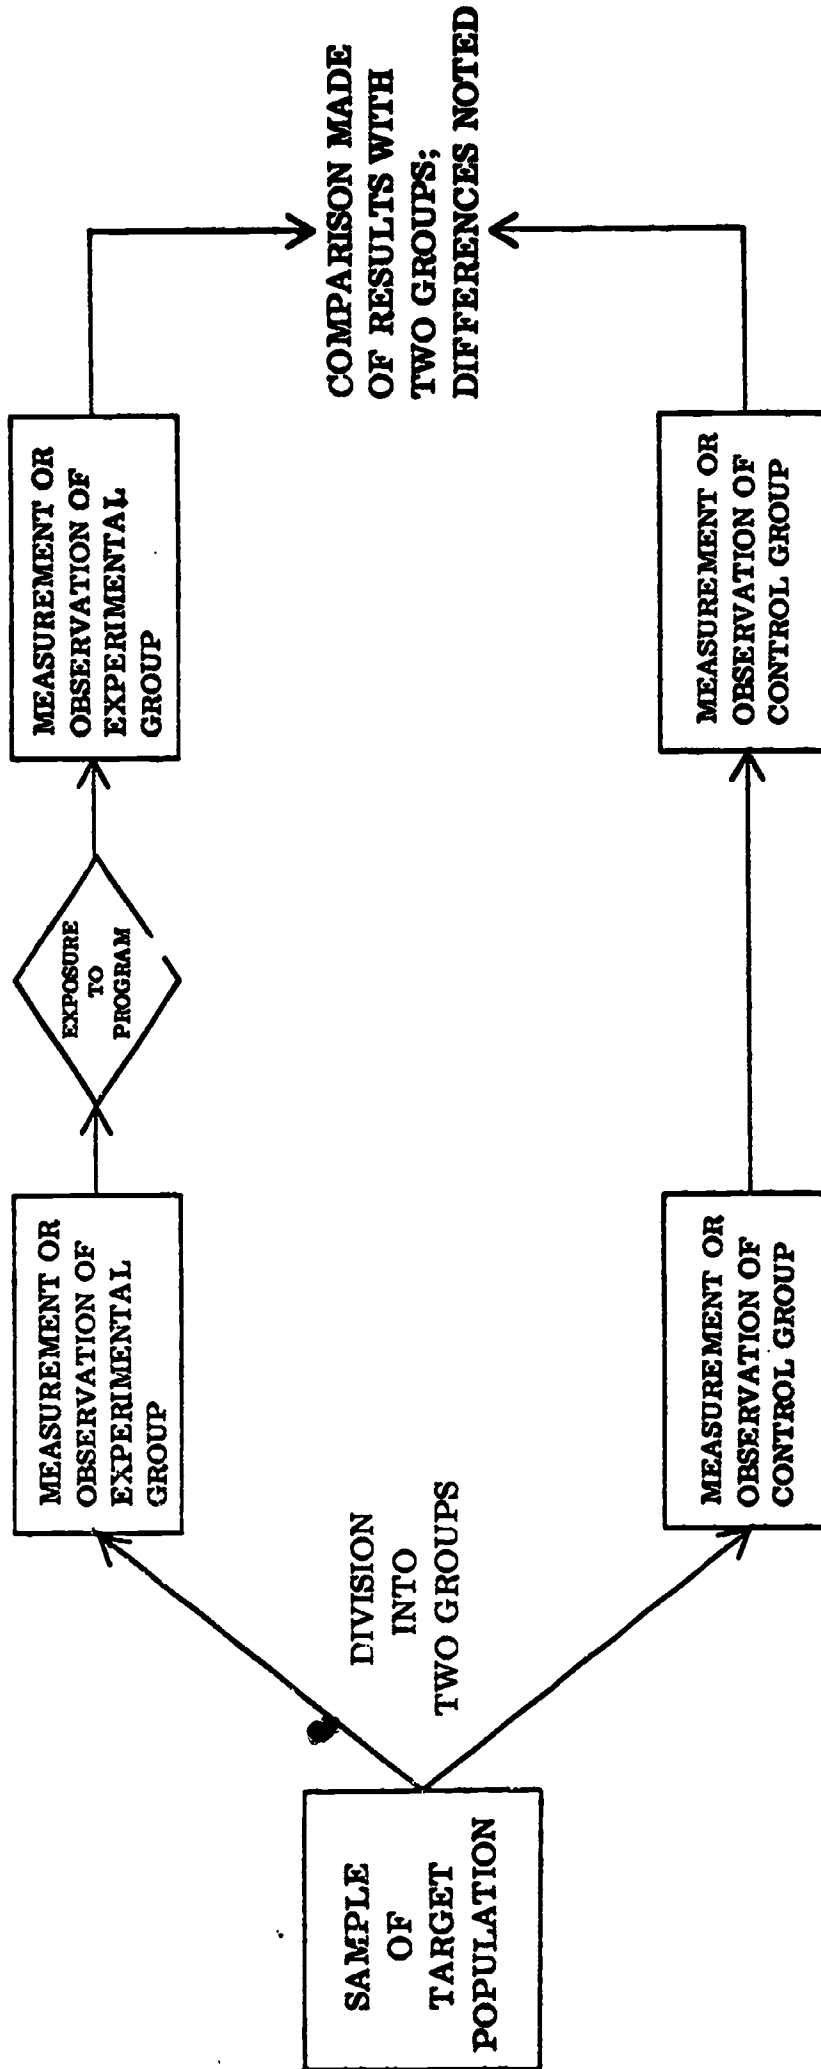 SAMPLE
OF
TARGET
POPULATION
DIVISION
INTO
TWO GROUPS
MEASUREMENT OR
OBSERVATION OF
EXPERIMENTAL
GROUP
EXPOSURE
TO
PROGRAM
MEASUREMENT OR
OBSERVATION OF
EXPERIMENTAL
GROUP
MEASUREMENT OR
OBSERVATION OF
CONTROL GROUP
MEASUREMENT OR
OBSERVATION OF
CONTROL GROUP
COMPARISON MADE
OF RESULTS WITH
TWO GROUPS;
DIFFERENCES NOTED